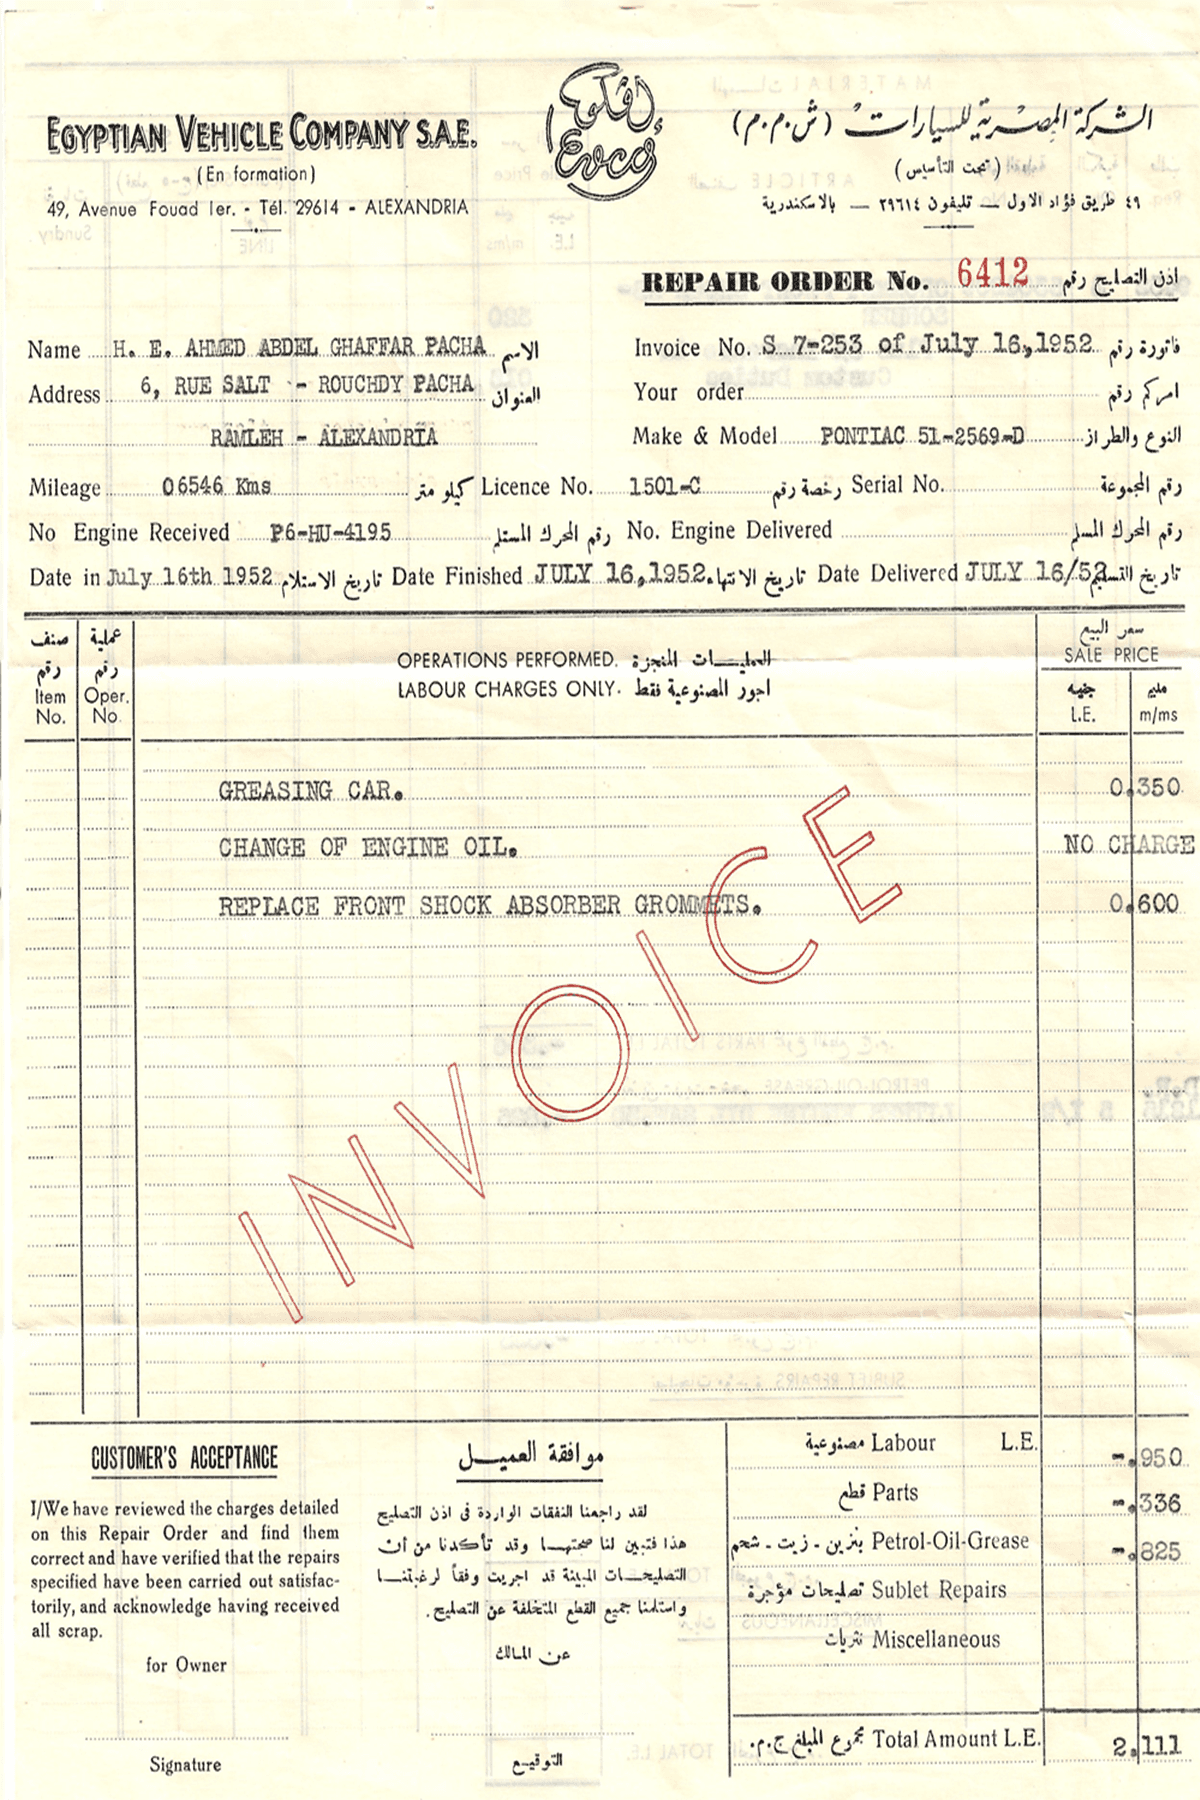 EGYPTIAN VEHICLE COMPANY S.A.E.
(En formation)
49, Avenue Fouad Ier. - Tél. 29614 - ALEXANDRIA
إڤكو
Evco
الشركة المصرية للسيارات (ش.م.م)
(تحت التأسيس)
٤٩ طريق فؤاد الاول — تليفون ٢٩٦١٤ — بالاسكندرية
REPAIR ORDER No. 6412 اذن التصليح رقم
Name H. E. AHMED ABDEL GHAFFAR PACHA الاسم
Invoice No. S 7-253 of July 16,1952 فاتورة رقم
Address 6, RUE SALT - ROUCHDY PACHA العنوان
Your order امركم رقم
RAMLEH - ALEXANDRIA
Make & Model PONTIAC 51-2569-D النوع والطراز
Mileage 06546 Kms كيلو متر Licence No. 1501-C رخصة رقم Serial No. رقم المجموعة
No Engine Received P6-HU-4195 رقم المحرك المستلم No. Engine Delivered رقم المحرك المسلم
Date in July 16th 1952 تاريخ الاستلام Date Finished JULY 16,1952. تاريخ الانتهاء Date Delivered JULY 16/52 تاريخ التسليم
صنف رقم Item No.
عملية رقم Oper. No.
OPERATIONS PERFORMED. العمليات المنجزة
LABOUR CHARGES ONLY. اجور المصنوعية فقط
سعر البيع
SALE PRICE
جنيه L.E.
مليم m/ms
GREASING CAR. 0.350
CHANGE OF ENGINE OIL. NO CHARGE
REPLACE FRONT SHOCK ABSORBER GROMMETS. 0.600
INVOICE
CUSTOMER'S ACCEPTANCE
I/We have reviewed the charges detailed
on this Repair Order and find them
correct and have verified that the repairs
specified have been carried out satisfac-
torily, and acknowledge having received
all scrap.
for Owner
Signature
موافقة العميل
لقد راجعنا النفقات الواردة في اذن التصليح
هذا فتبين لنا صحتها وقد تأكدنا من أن
التصليحات المبينة قد اجريت وفقاً لرغبتنا
واستلمنا جميع القطع المتخلفة عن التصليح.
عن المالك
التوقيع
مصنوعية Labour L.E. -.950
قطع Parts -.336
بنزين - زيت - شحم Petrol-Oil-Grease -.825
تصليحات مؤجرة Sublet Repairs
نثريات Miscellaneous
مجموع المبلغ ج.م. Total Amount L.E. 2.111